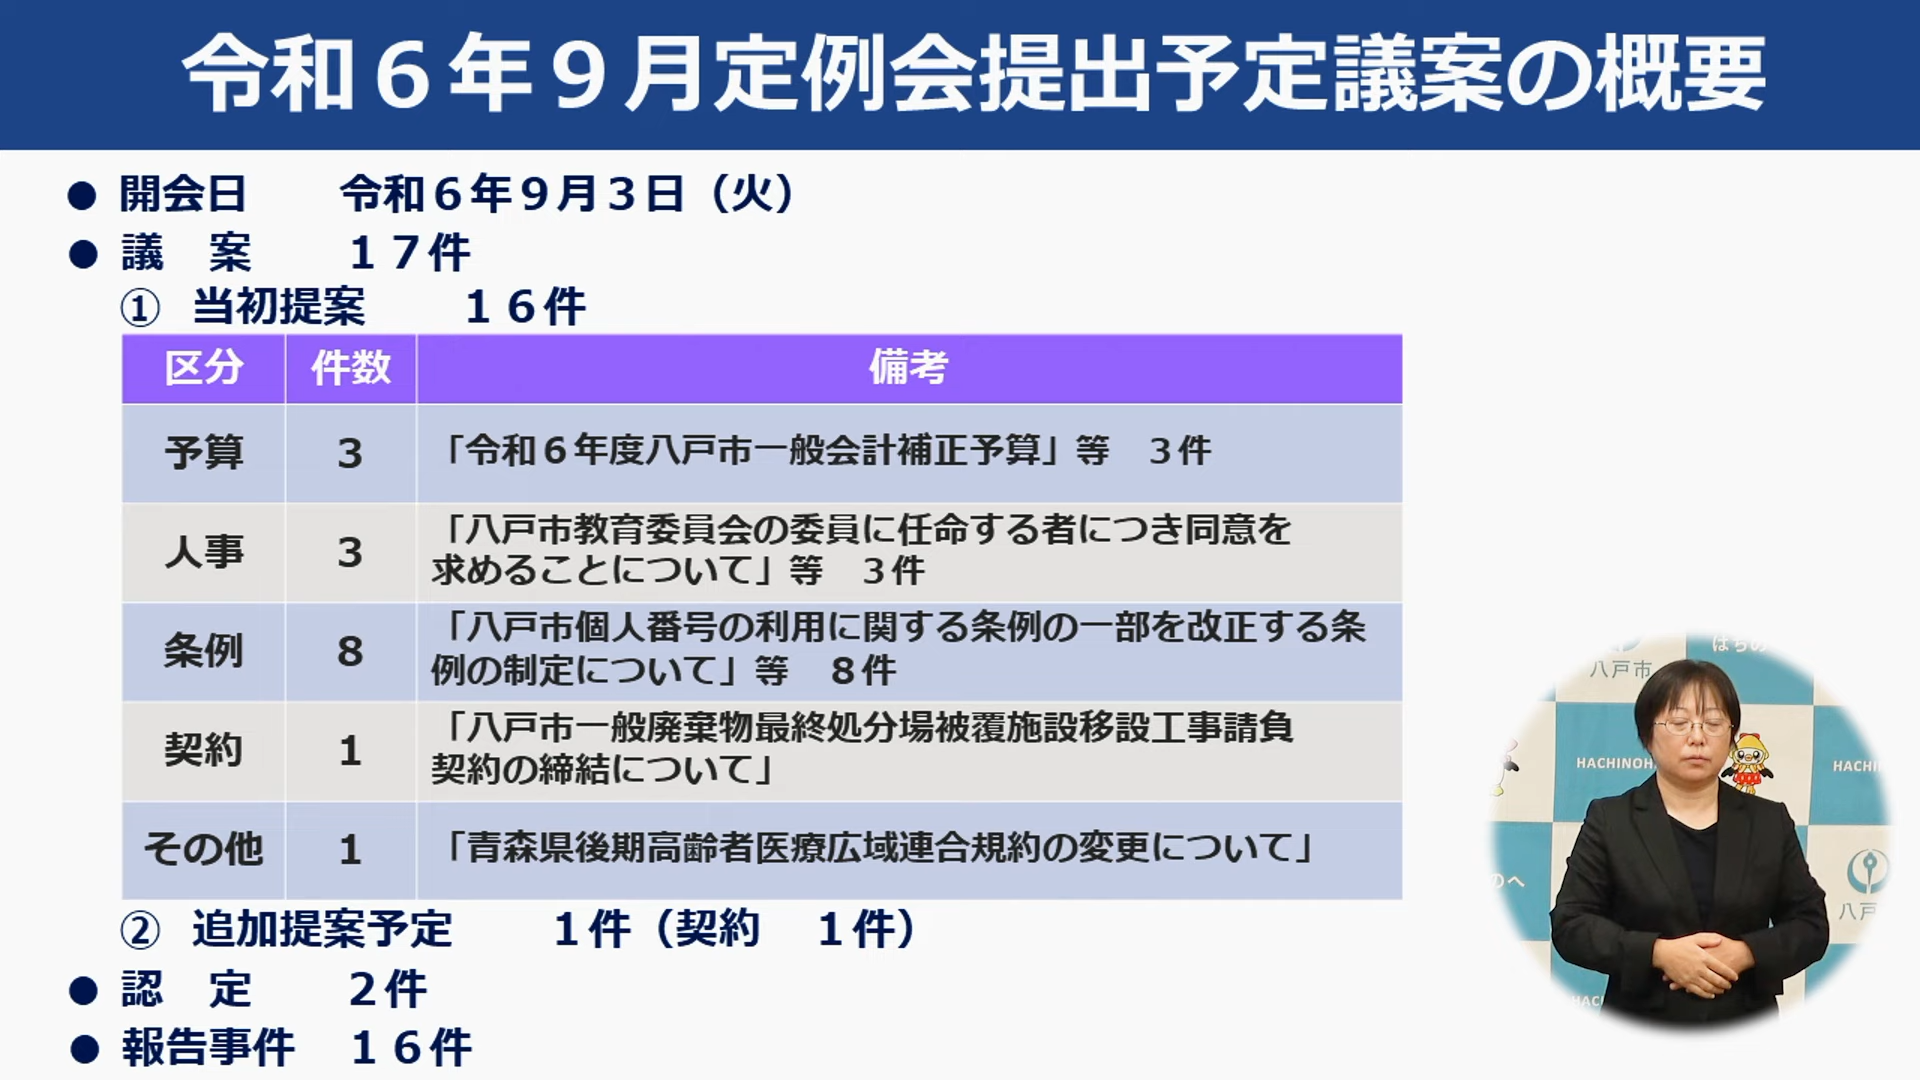 令和６年９月定例会提出予定議案の概要
● 開会日　令和６年９月３日（火）
● 議　案　１７件
① 当初提案　１６件
区分　件数　備考
予算　3　「令和６年度八戸市一般会計補正予算」等　３件
人事　3　「八戸市教育委員会の委員に任命する者につき同意を
求めることについて」等　３件
条例　8　「八戸市個人番号の利用に関する条例の一部を改正する条
例の制定について」等　８件
契約　1　「八戸市一般廃棄物最終処分場被覆施設移設工事請負
契約の締結について」
その他　1　「青森県後期高齢者医療広域連合規約の変更について」
② 追加提案予定　１件（契約　１件）
● 認　定　２件
● 報告事件　１６件
はちの
八戸市
HACHINOH
HACHI
のへ
八戸
HAC